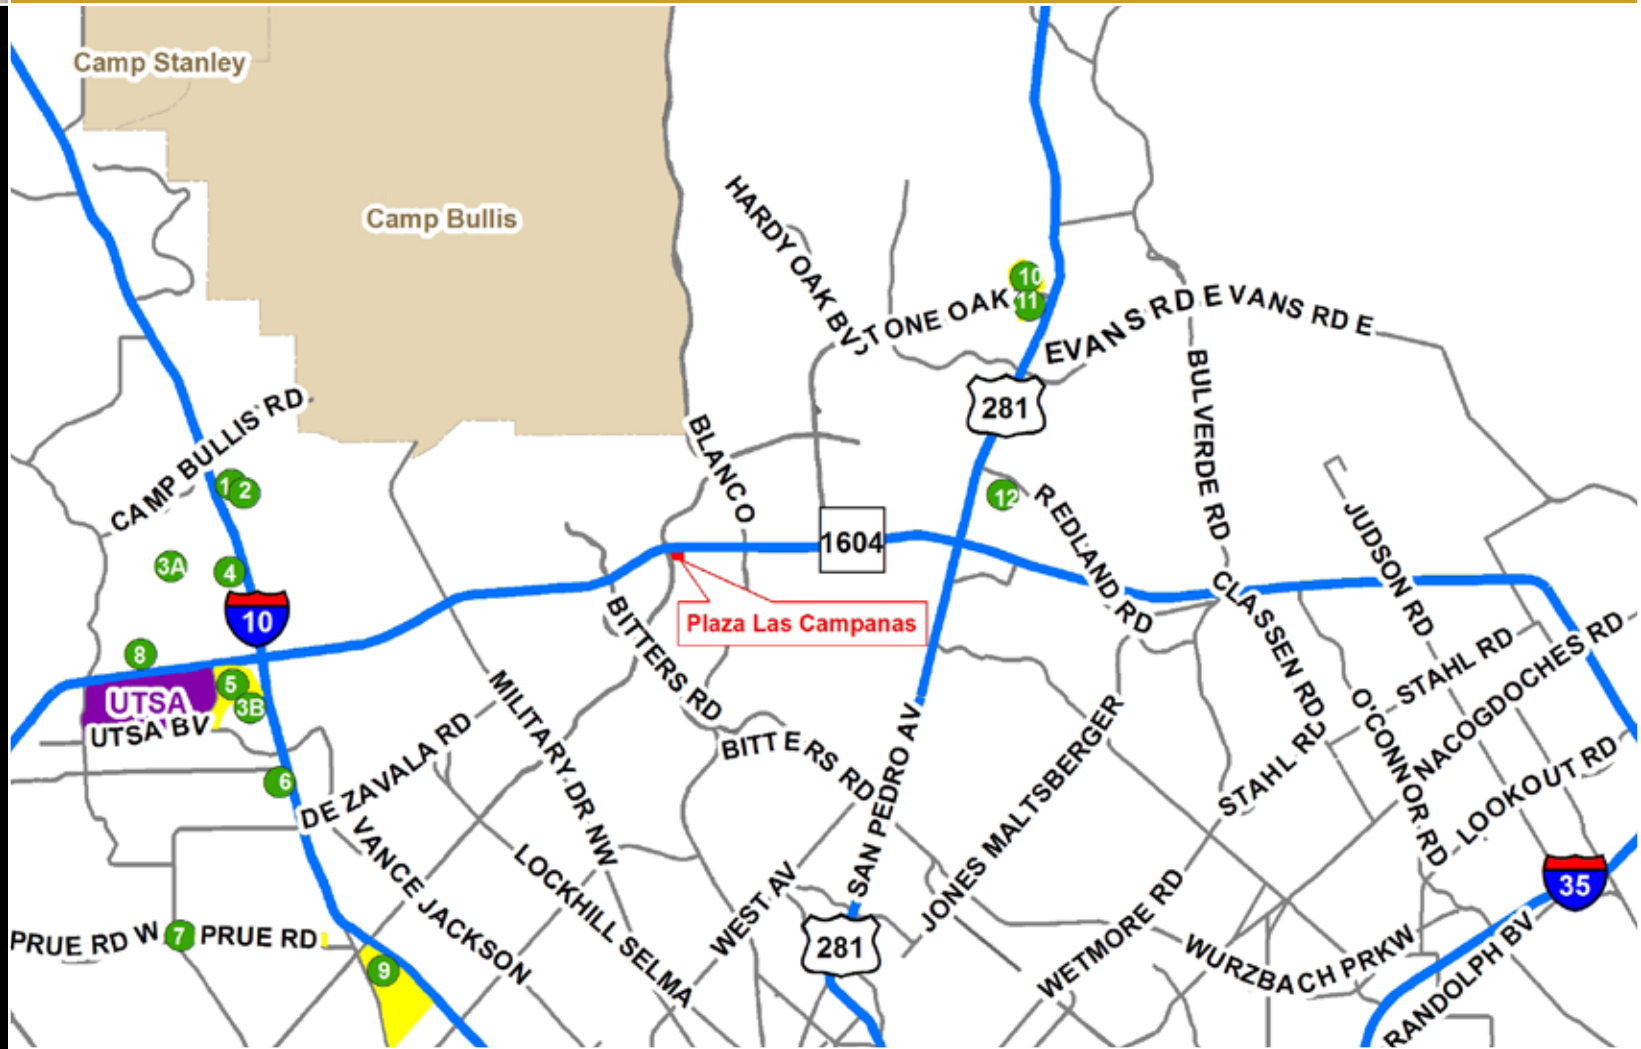 Camp Stanley
Camp Bullis
HARDY OAK BV
TONE OAK
10
11
EVANS RD E
VANS RD E
281
CAMP BULLIS RD
BLANCO
BULVERDE RD
1
2
12
REDLAND RD
JUDSON RD
1604
3A
4
10
Plaza Las Campanas
BITTERS RD
CLASSEN RD
STAHL RD
NACOGDOCHES RD
8
5
3B
UTSA
UTSA BV
MILITARY DR NW
BITTERS RD
SAN PEDRO AV
JONES MALTSBERGER
O'CONNOR RD
STAHL RD
LOOKOUT RD
6
DE ZAVALA RD
VANCE JACKSON
LOCKHILL SELMA
WEST AV
WETMORE RD
35
PRUE RD W
7
PRUE RD
9
281
WURZBACH PRKW
RANDOLPH BV